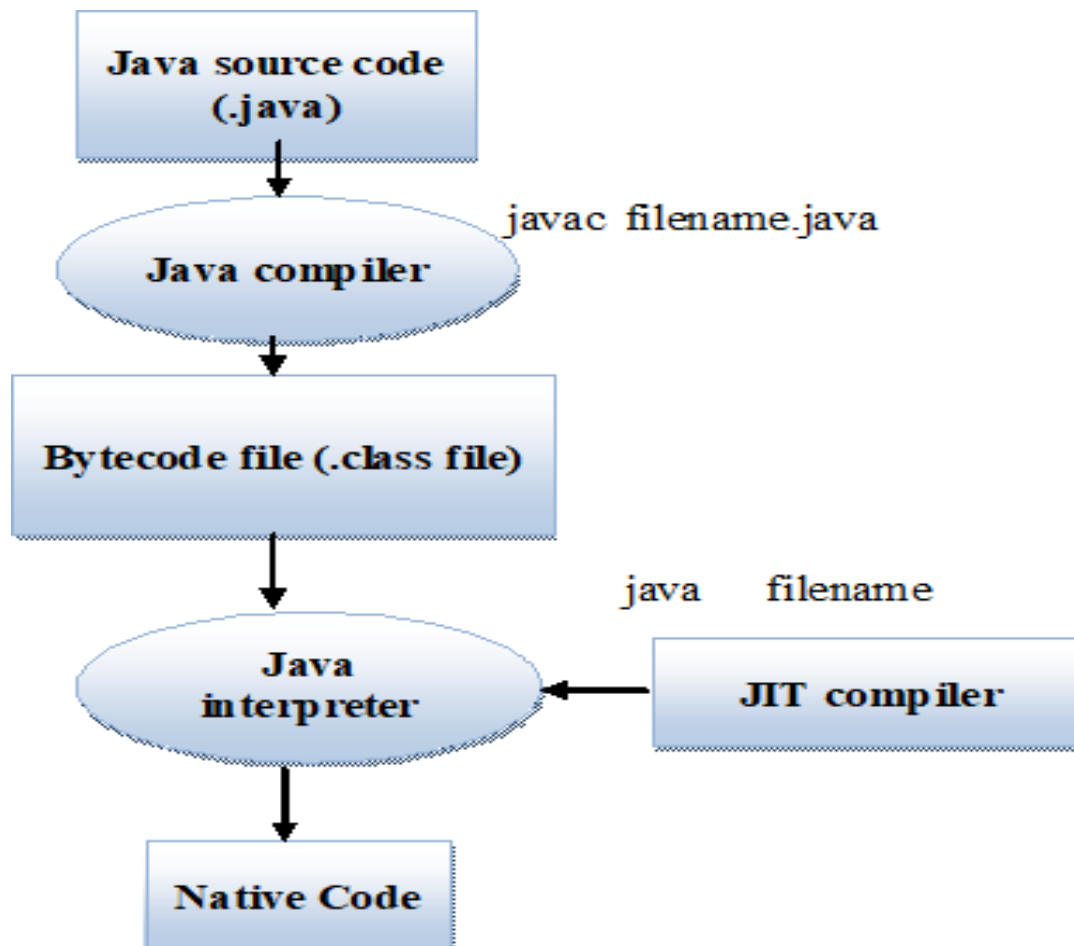 Java source code
(.java)
javac filename.java
Java compiler
Bytecode file (.class file)
java filename
Java
interpreter
JIT compiler
Native Code